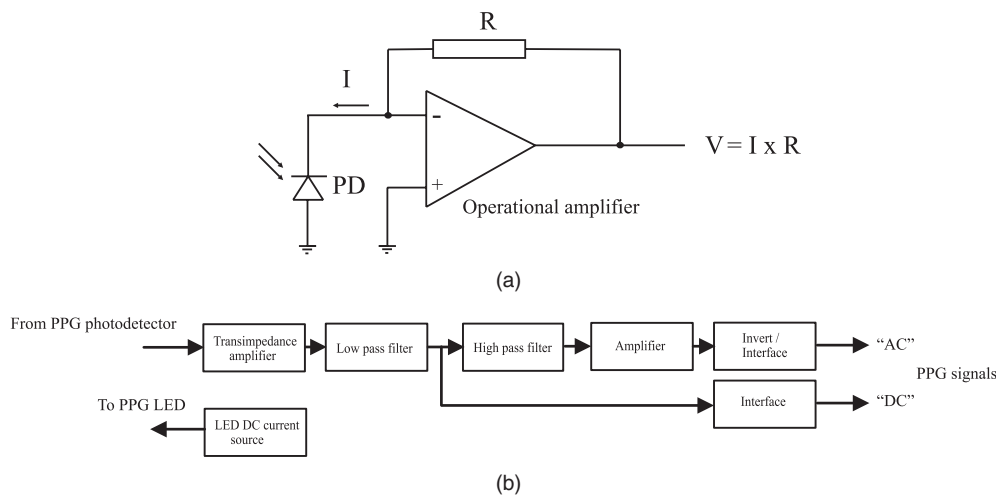 R
I
-
+
PD
V = I x R
Operational amplifier
(a)
From PPG photodetector
Transimpedance
amplifier
Low pass filter
High pass filter
Amplifier
Invert /
Interface
"AC"
PPG signals
To PPG LED
LED DC current
source
Interface
"DC"
(b)